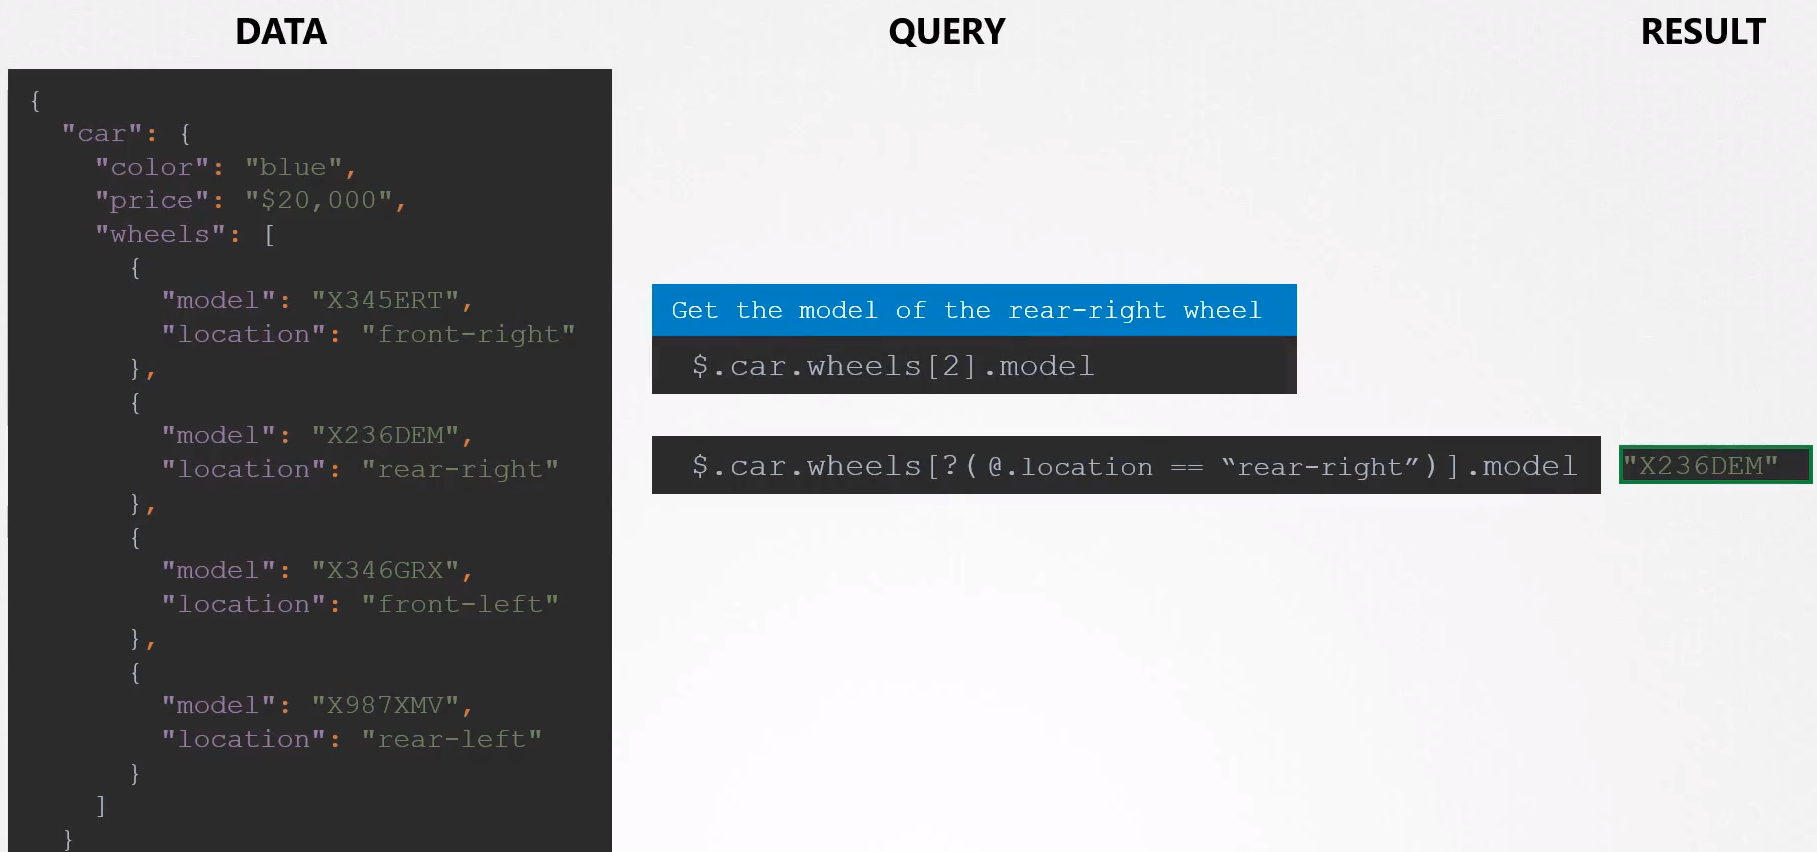 DATA
QUERY
RESULT
{
"car": {
"color": "blue",
"price": "$20,000",
"wheels": [
{
"model": "X345ERT",
"location": "front-right"
},
{
"model": "X236DEM",
"location": "rear-right"
},
{
"model": "X346GRX",
"location": "front-left"
},
{
"model": "X987XMV",
"location": "rear-left"
}
]
}
Get the model of the rear-right wheel
$.car.wheels[2].model
$.car.wheels[?( @.location == “rear-right”)].model
"X236DEM"